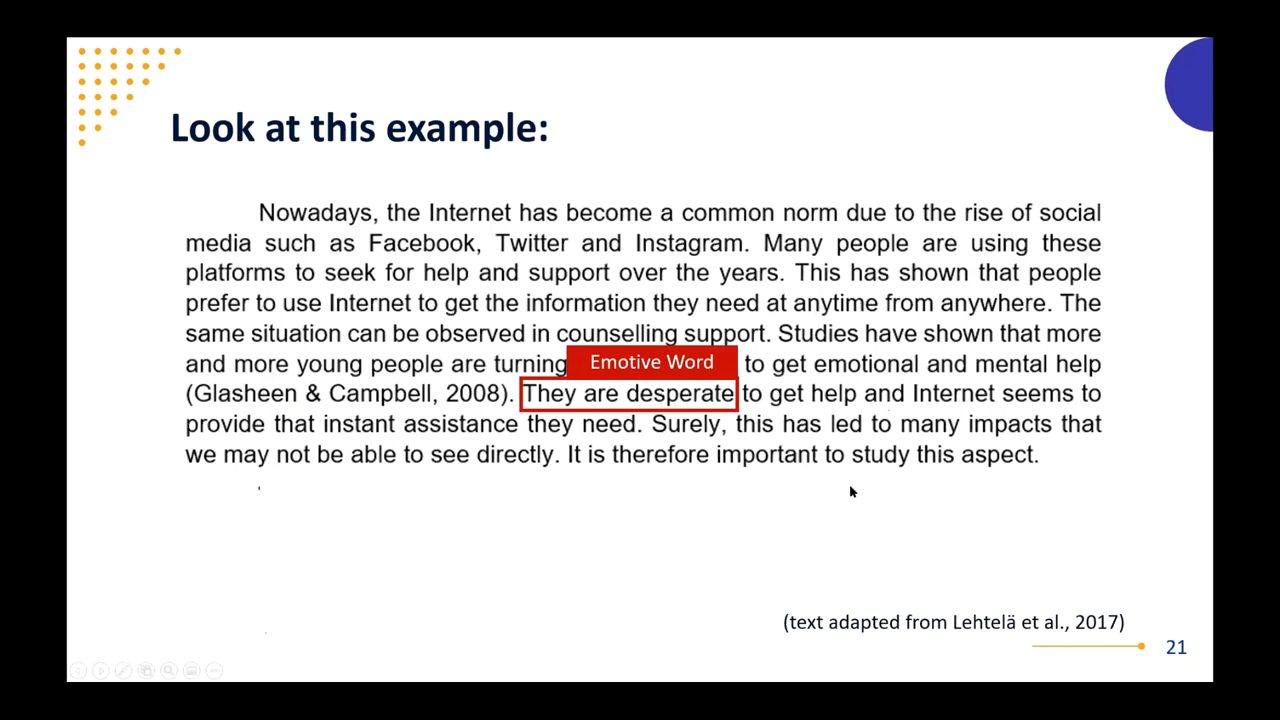 Look at this example:
Nowadays, the Internet has become a common norm due to the rise of social
media such as Facebook, Twitter and Instagram. Many people are using these
platforms to seek for help and support over the years. This has shown that people
prefer to use Internet to get the information they need at anytime from anywhere. The
same situation can be observed in counselling support. Studies have shown that more
and more young people are turning Emotive Word to get emotional and mental help
(Glasheen & Campbell, 2008). They are desperate to get help and Internet seems to
provide that instant assistance they need. Surely, this has led to many impacts that
we may not be able to see directly. It is therefore important to study this aspect.
(text adapted from Lehtelä et al., 2017)
21